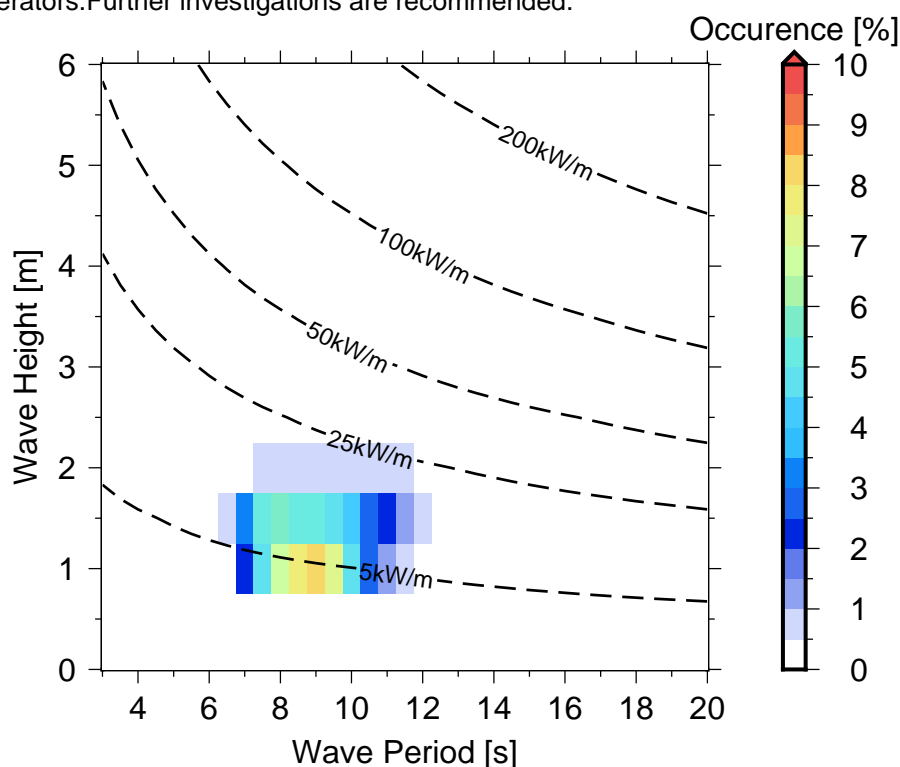 erators.Further investigations are recommended.
Occurence [%]
6
5
4
3
2
1
0
Wave Height [m]
200kW/m
100kW/m
50kW/m
25kW/m
5kW/m
4 6 8 10 12 14 16 18 20
Wave Period [s]
10
9
8
7
6
5
4
3
2
1
0